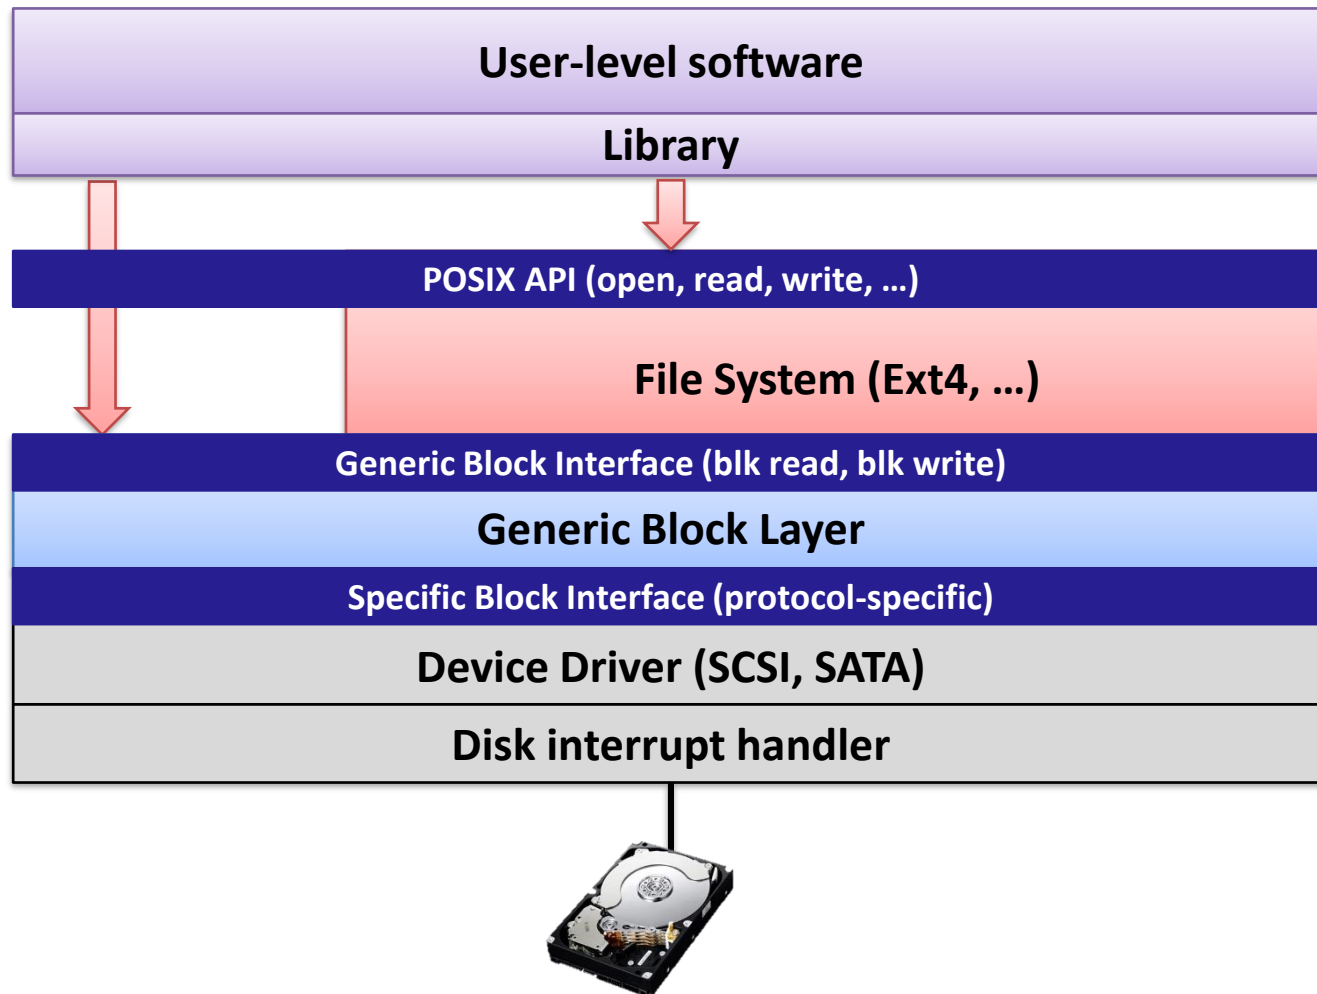 User-level software
Library
POSIX API (open, read, write, …)
File System (Ext4, …)
Generic Block Interface (blk read, blk write)
Generic Block Layer
Specific Block Interface (protocol-specific)
Device Driver (SCSI, SATA)
Disk interrupt handler